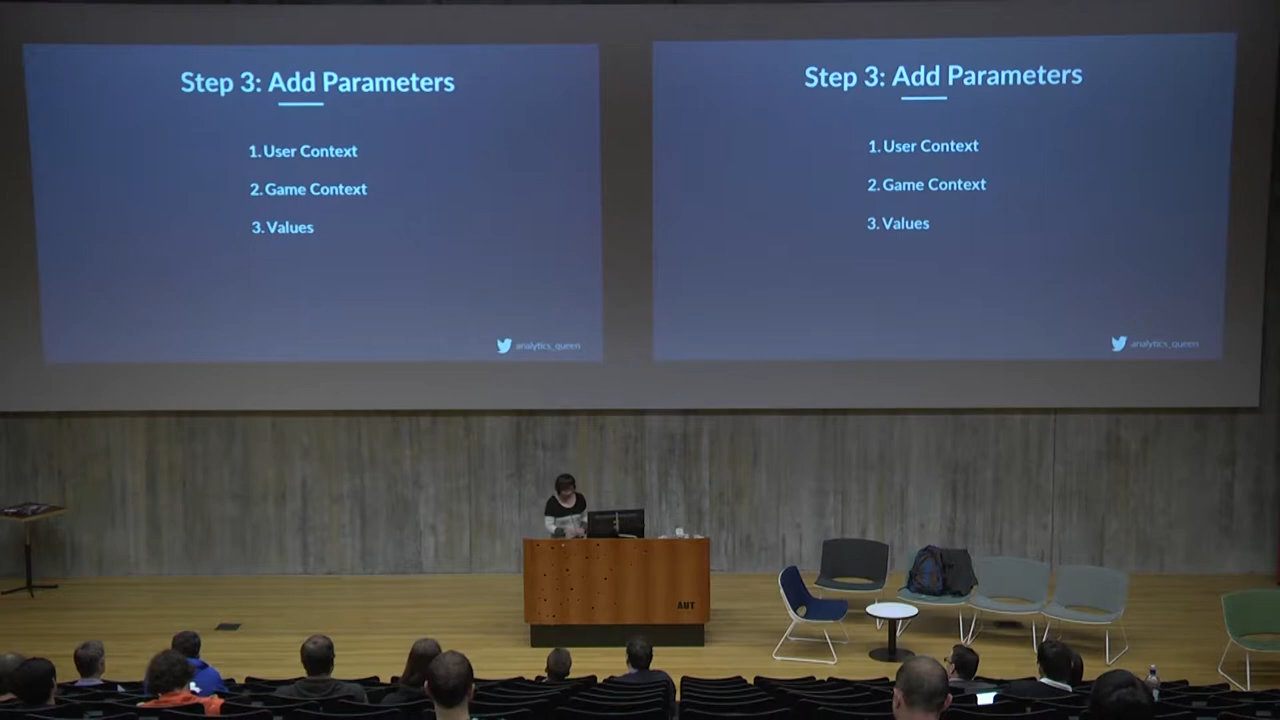 Step 3: Add Parameters
1. User Context
2. Game Context
3. Values
analytics_queen
Step 3: Add Parameters
1. User Context
2. Game Context
3. Values
analytics_queen
AUT